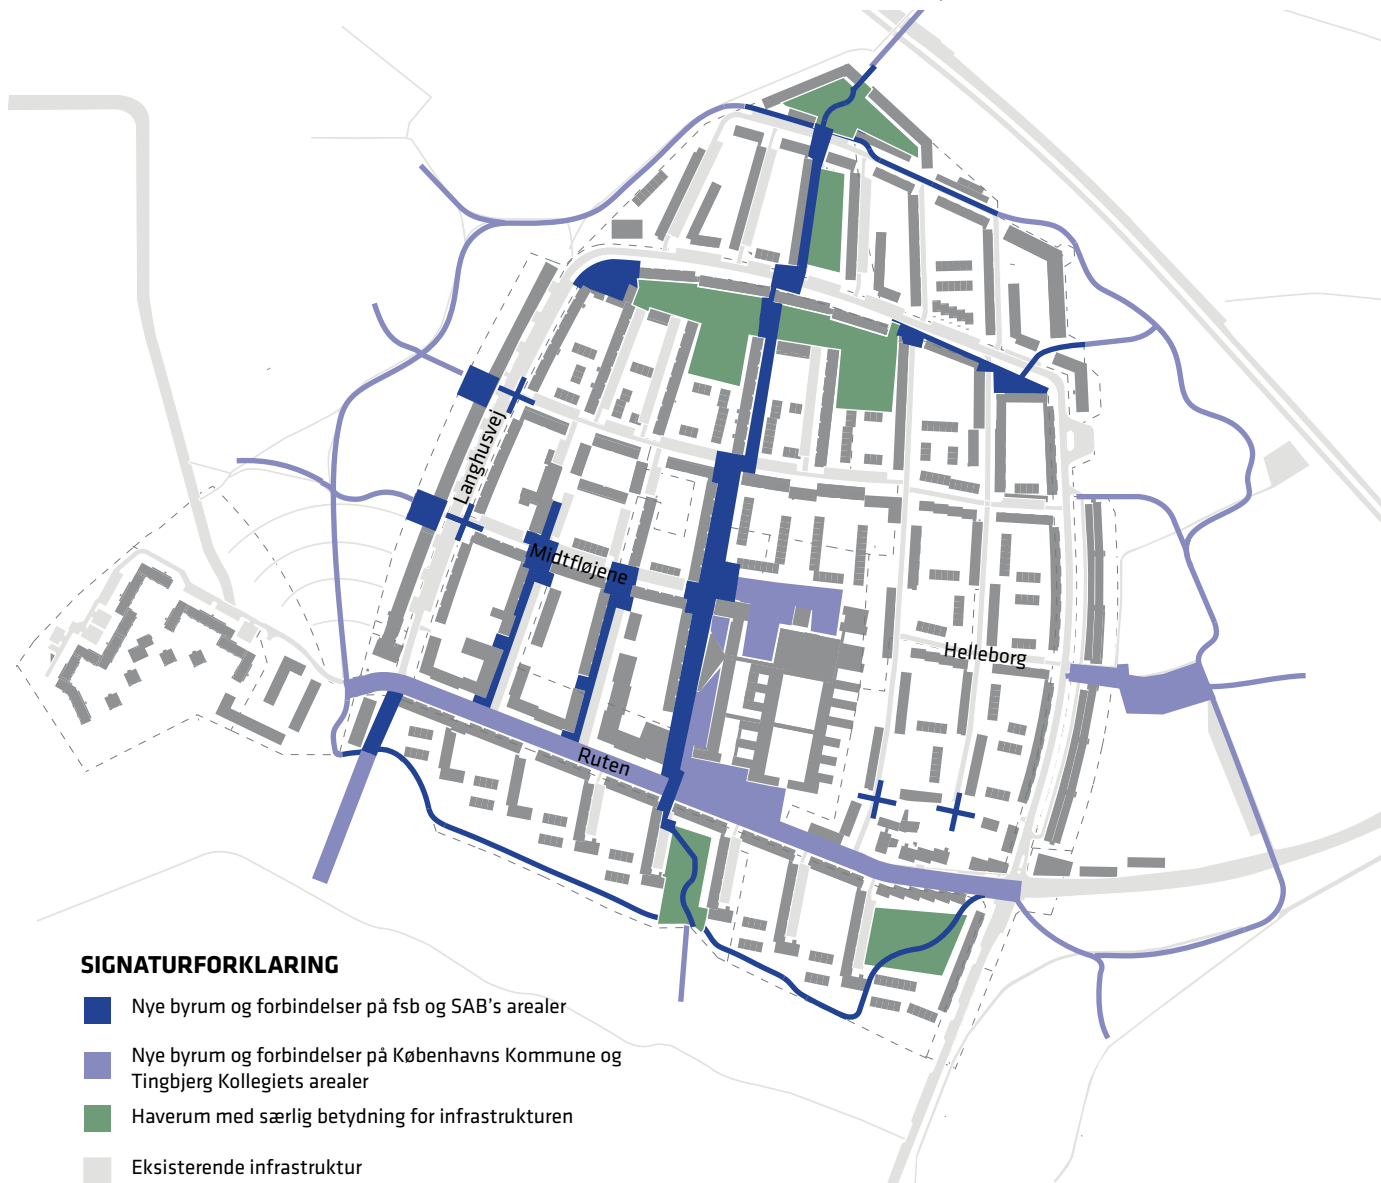 Langhusvej
Midtfløjene
Helleborg
Ruten
SIGNATURFORKLARING
Nye byrum og forbindelser på fsb og SAB's arealer
Nye byrum og forbindelser på Københavns Kommune og
Tingbjerg Kollegiets arealer
Haverum med særlig betydning for infrastrukturen
Eksisterende infrastruktur